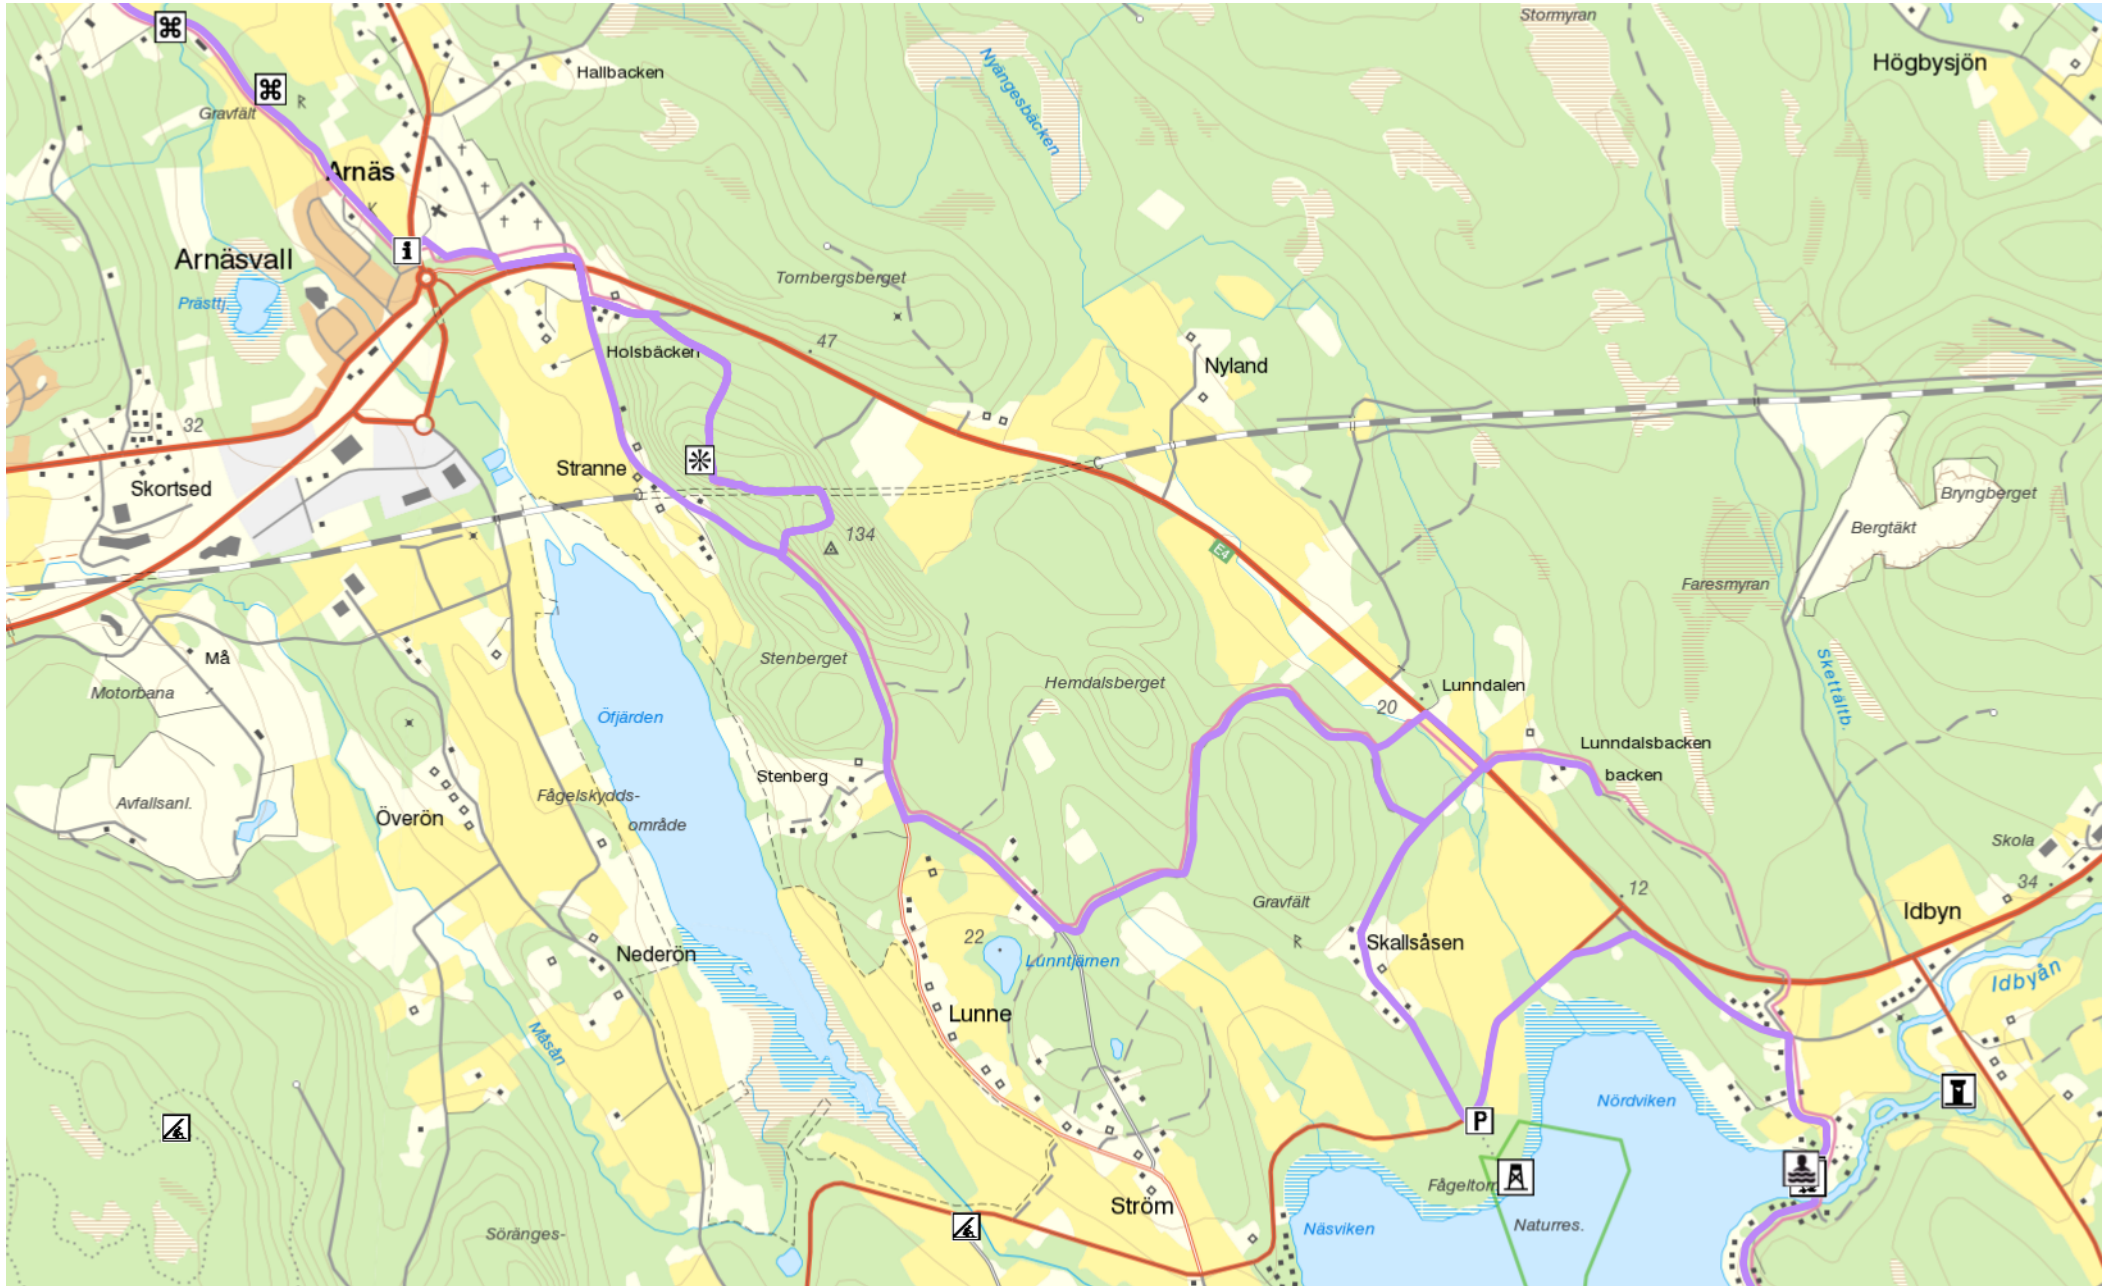 Stormyran
Högbysjön
Hallbacken
Nyängesbäcken
Gravfält
R
Arnäs
K
i
Arnäsvall
Prästtj.
Tornbergsberget
47
Holsbäcken
Nyland
32
Stranne
Skortsed
134
E4
Bryngberget
Bergtäkt
Faresmyran
Må
Motorbana
Stenberget
Hemdalsberget
Lunndalen
20
Öfjärden
Skettältb.
Lunndalsbacken
backen
Stenberg
Fågelskydds-
område
Avfallsanl.
Överön
Skola
34
12
Gravfält
R
Idbyn
22
Lunntjärnen
Skallsåsen
Nederön
Idbyån
Lunne
Måsån
Nördviken
P
Fågeltorn
Ström
Näsviken
Naturres.
Söränges-